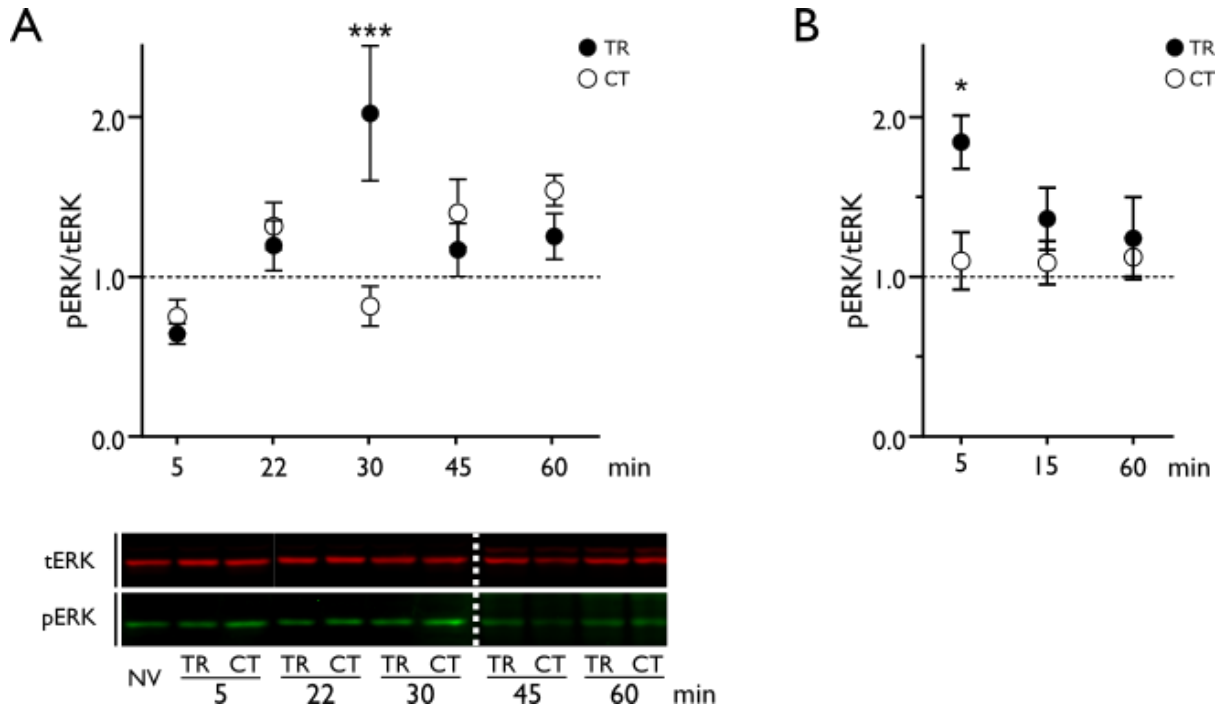 A
***
TR
CT
2.0
1.0
0.0
pERK/tERK
5 22 30 45 60 min
B
TR
CT
*
2.0
1.0
0.0
pERK/tERK
5 15 60 min
tERK
pERK
NV TR CT TR CT TR CT TR CT TR CT
5 22 30 45 60 min